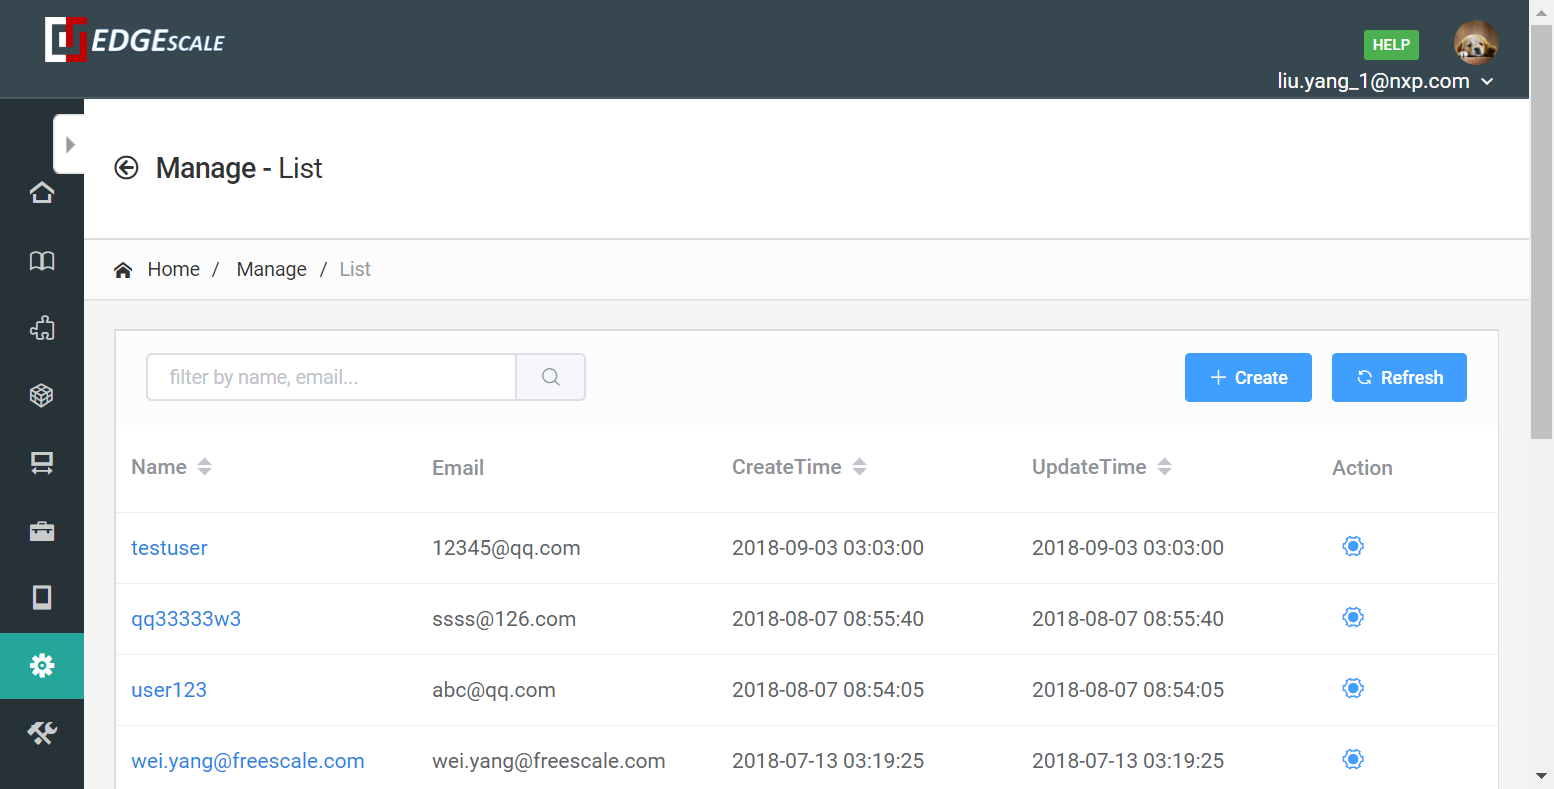 EDGESCALE
HELP
liu.yang_1@nxp.com
Manage - List
Home / Manage / List
filter by name, email...
Create
Refresh
Name Email CreateTime UpdateTime Action
testuser 12345@qq.com 2018-09-03 03:03:00 2018-09-03 03:03:00
qq33333w3 ssss@126.com 2018-08-07 08:55:40 2018-08-07 08:55:40
user123 abc@qq.com 2018-08-07 08:54:05 2018-08-07 08:54:05
wei.yang@freescale.com wei.yang@freescale.com 2018-07-13 03:19:25 2018-07-13 03:19:25